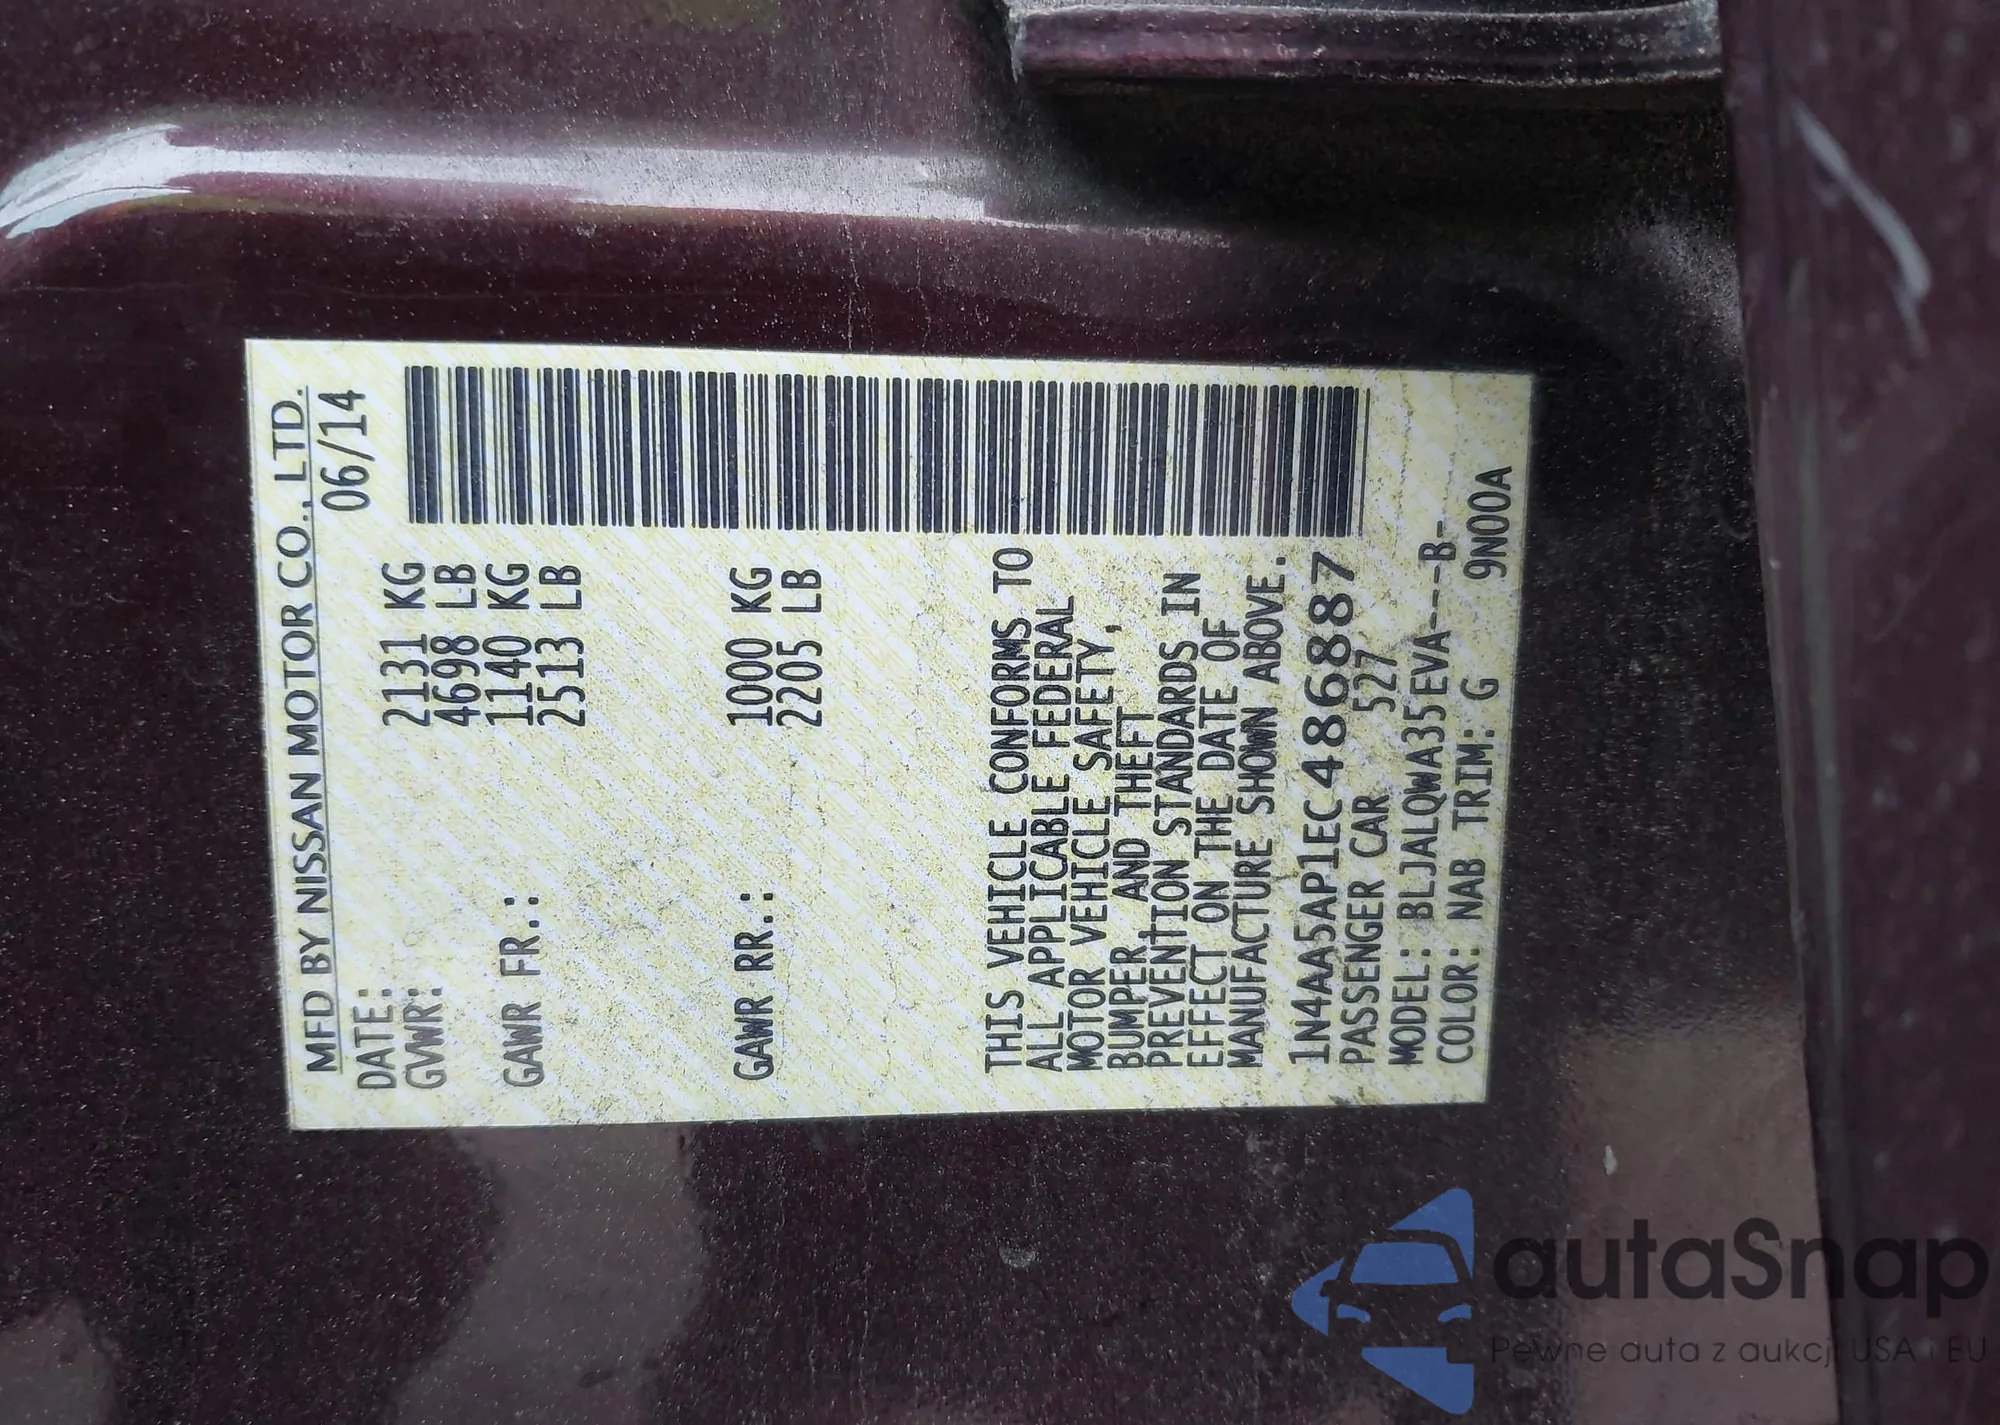 MFD BY NISSAN MOTOR CO., LTD.
DATE: 06/14
GVWR: 2131 KG
4698 LB
GAWR FR.: 1140 KG
2513 LB
GAWR RR.: 1000 KG
2205 LB
THIS VEHICLE CONFORMS TO
ALL APPLICABLE FEDERAL
MOTOR VEHICLE SAFETY,
BUMPER AND THEFT
PREVENTION STANDARDS IN
EFFECT ON THE DATE OF
MANUFACTURE SHOWN ABOVE.
1N4AA5AP1EC486887
PASSENGER CAR 527
MODEL: BLJALQWA35EVA---B-
COLOR: NAB TRIM: G 9N00A
autaSnap
Pewne auta z aukcji USA i EU